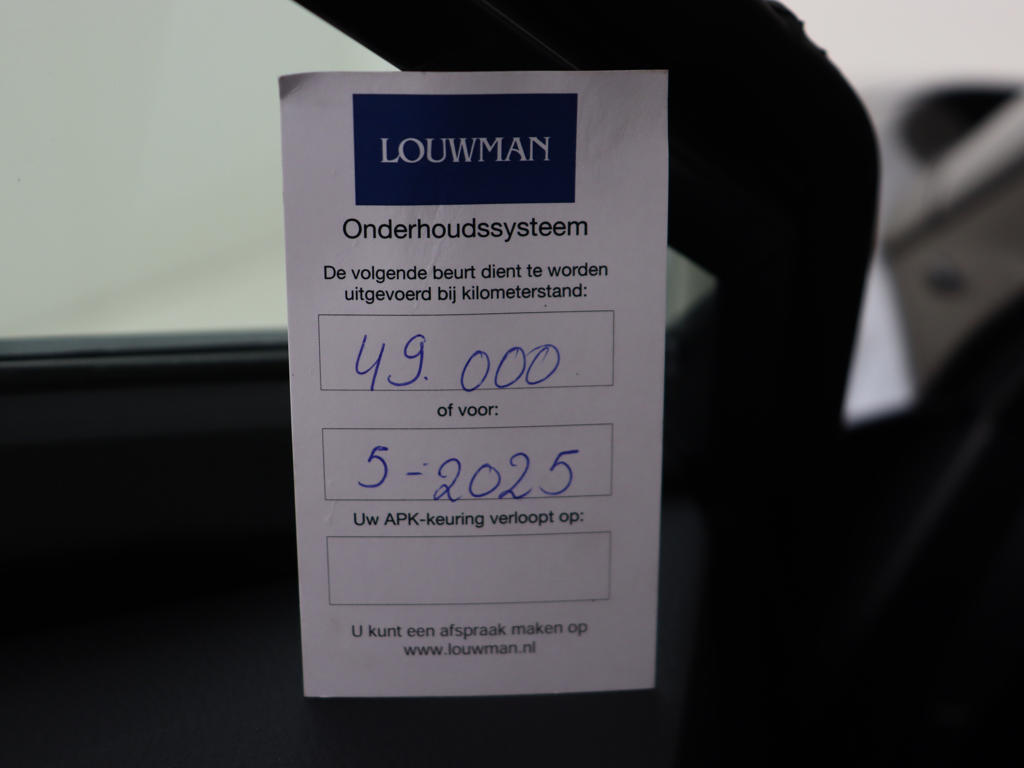 LOUWMAN
Onderhoudssysteem
De volgende beurt dient te worden
uitgevoerd bij kilometerstand:
49.000
of voor:
5-2025
Uw APK-keuring verloopt op:
U kunt een afspraak maken op
www.louwman.nl